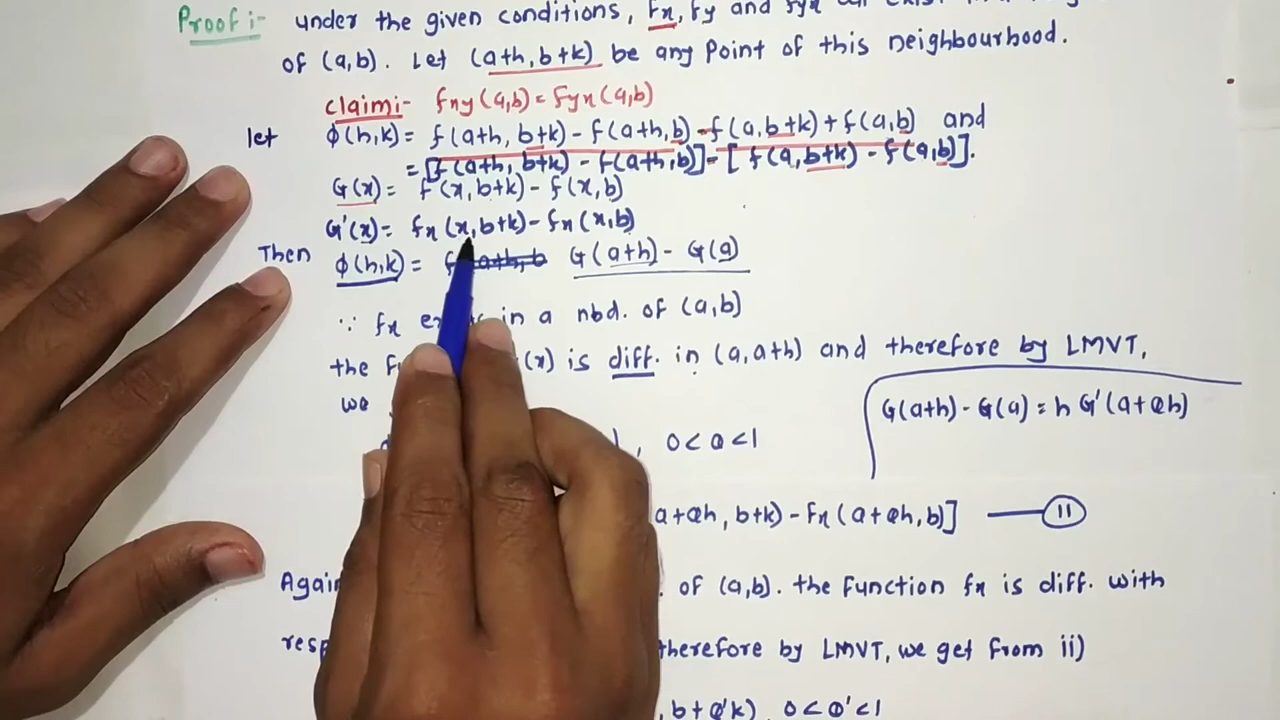 Proof :- under the given conditions, fx, fy and fyx
of (a,b). Let (a+h, b+k) be any point of this neighbourhood.
claim:- fxy(a,b) = fyx(a,b)
let φ(h,k) = f(a+h, b+k) - f(a+h, b) - f(a, b+k) + f(a,b) and
= [f(a+h, b+k) - f(a+h, b)] - [f(a, b+k) - f(a,b)].
G(x) = f(x, b+k) - f(x, b)
G'(x) = fx(x, b+k) - fx(x, b)
Then φ(h,k) = G(a+h) - G(a)
∵ fx in a nbd. of (a,b)
the (x) is diff. in (a, a+h) and therefore by LMVT,
we
G(a+h) - G(a) = h G'(a+θh)
, 0<θ<1
a+θh, b+k) - fx(a+θh, b)] — (ii)
Again of (a,b). the function fx is diff. with
therefore by LMVT, we get from ii)
, b+θ'k), 0<θ'<1